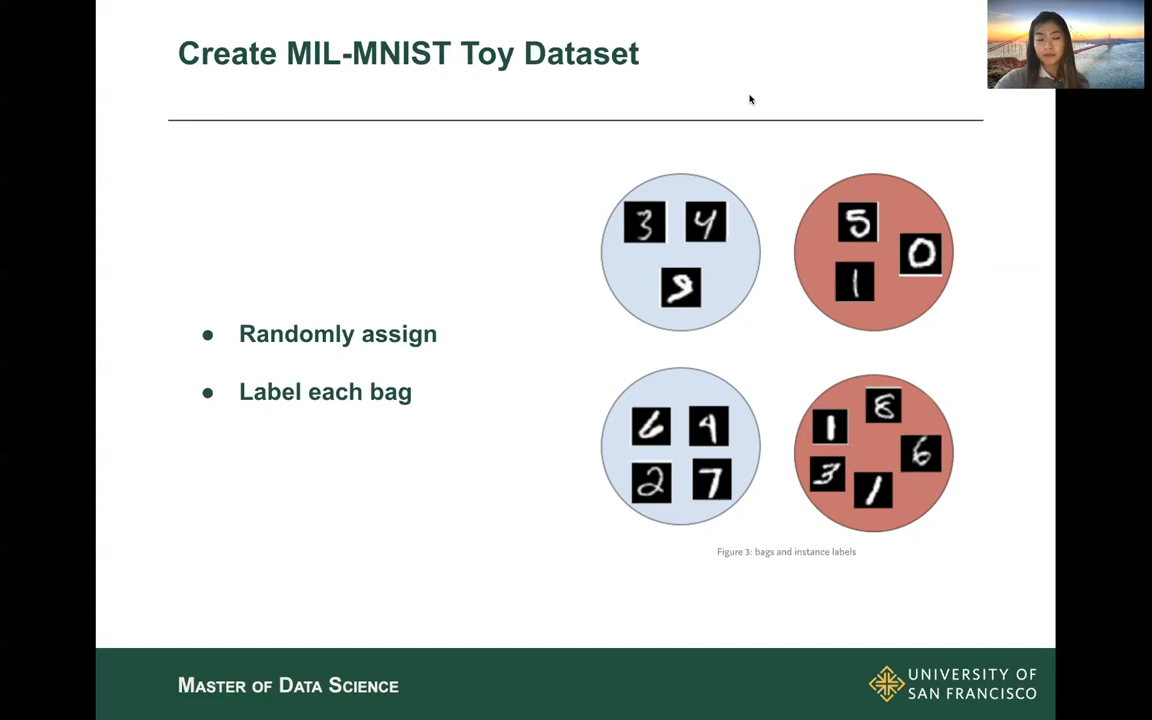 Create MIL-MNIST Toy Dataset
3 4
9
5
0
1
● Randomly assign
● Label each bag
6 9
2 7
8
1
6
3
1
Figure 3: bags and instance labels
MASTER OF DATA SCIENCE
UNIVERSITY OF
SAN FRANCISCO